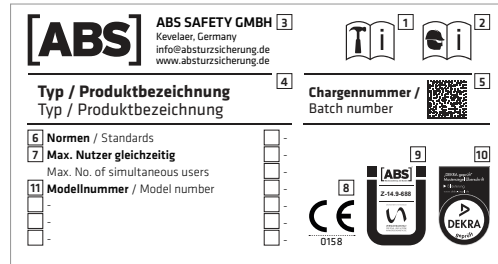 [ABS]
ABS SAFETY GMBH 3
Kevelaer, Germany
info@absturzsicherung.de
www.absturzsicherung.de
1
i
2
i
4
Typ / Produktbezeichnung
Typ / Produktbezeichnung
5
Chargennummer /
Batch number
6 Normen / Standards
7 Max. Nutzer gleichzeitig
Max. No. of simultaneous users
11 Modellnummer / Model number
-
-
-
-
-
-
-
-
-
8
CE
0158
9
[ABS]
Z-14.9-688
10
DEKRA
geprüft